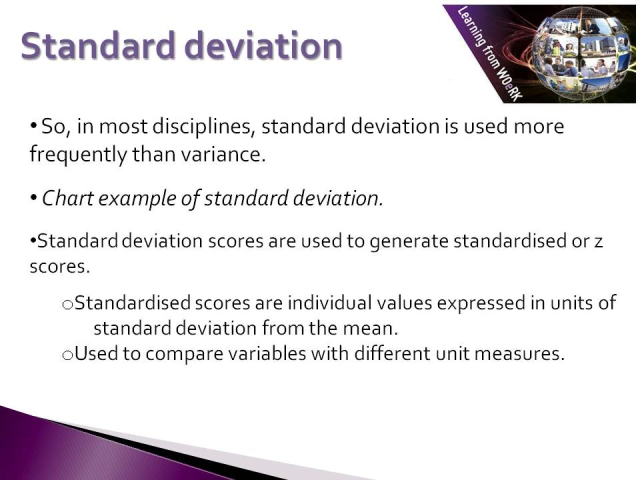 Standard deviation
Learning from WOeRK
• So, in most disciplines, standard deviation is used more
frequently than variance.
• Chart example of standard deviation.
•Standard deviation scores are used to generate standardised or z
scores.
oStandardised scores are individual values expressed in units of
standard deviation from the mean.
oUsed to compare variables with different unit measures.